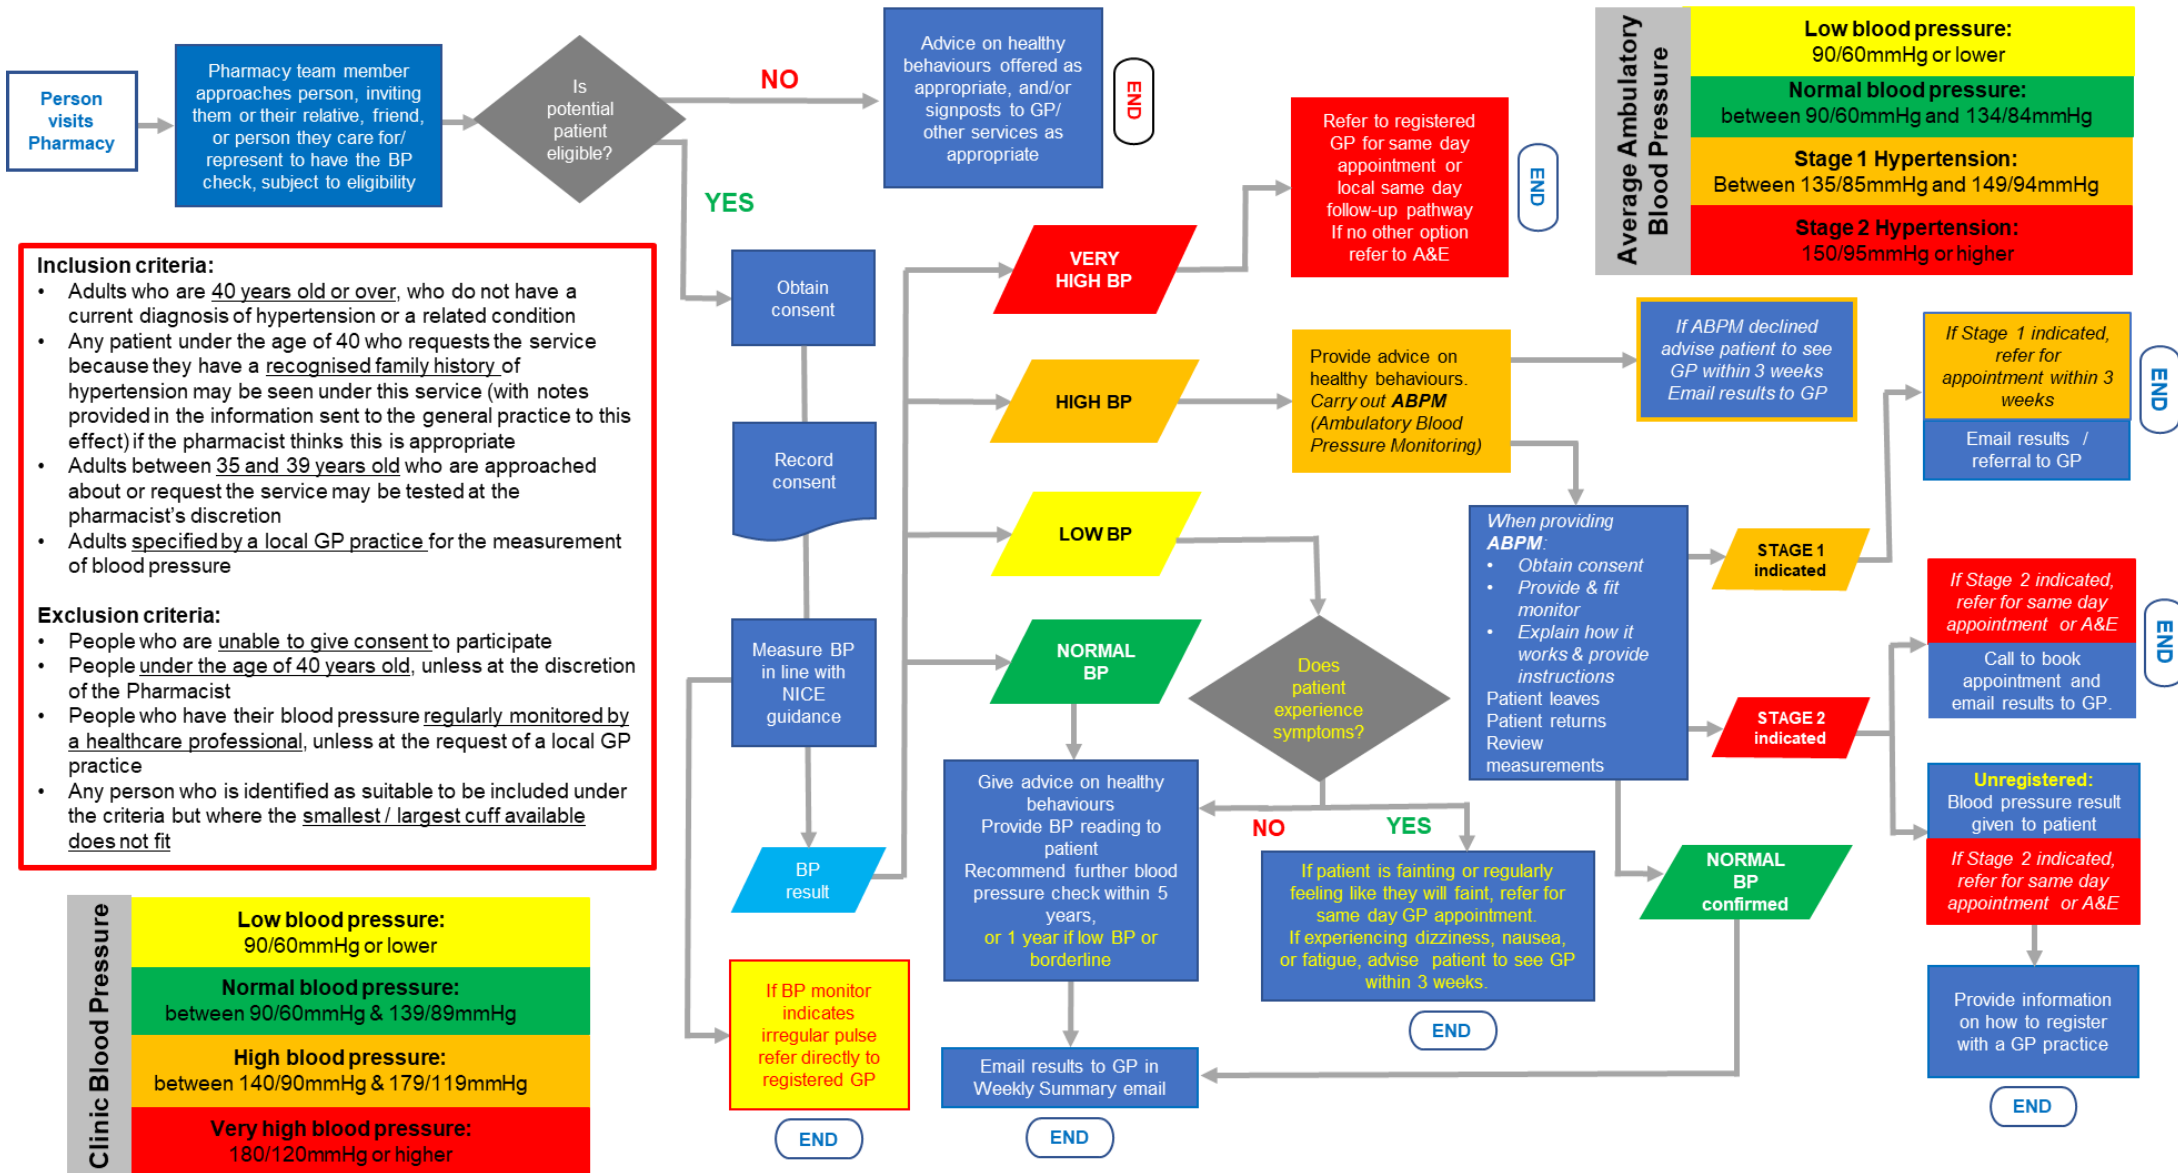 Person
visits
Pharmacy
Pharmacy team member
approaches person, inviting
them or their relative, friend,
or person they care for/
represent to have the BP
check, subject to eligibility
Is
potential
patient
eligible?
NO
Advice on healthy
behaviours offered as
appropriate, and/or
signposts to GP/
other services as
appropriate
END
YES
Inclusion criteria:
• Adults who are 40 years old or over, who do not have a
current diagnosis of hypertension or a related condition
• Any patient under the age of 40 who requests the service
because they have a recognised family history of
hypertension may be seen under this service (with notes
provided in the information sent to the general practice to this
effect) if the pharmacist thinks this is appropriate
• Adults between 35 and 39 years old who are approached
about or request the service may be tested at the
pharmacist's discretion
• Adults specified by a local GP practice for the measurement
of blood pressure
Exclusion criteria:
• People who are unable to give consent to participate
• People under the age of 40 years old, unless at the discretion
of the Pharmacist
• People who have their blood pressure regularly monitored by
a healthcare professional, unless at the request of a local GP
practice
• Any person who is identified as suitable to be included under
the criteria but where the smallest / largest cuff available
does not fit
Clinic Blood Pressure
Low blood pressure:
90/60mmHg or lower
Normal blood pressure:
between 90/60mmHg & 139/89mmHg
High blood pressure:
between 140/90mmHg & 179/119mmHg
Very high blood pressure:
180/120mmHg or higher
Obtain
consent
Record
consent
Measure BP
in line with
NICE
guidance
BP
result
If BP monitor
indicates
irregular pulse
refer directly to
registered GP
END
VERY
HIGH BP
Refer to registered
GP for same day
appointment or
local same day
follow-up pathway
If no other option
refer to A&E
END
HIGH BP
Provide advice on
healthy behaviours.
Carry out ABPM
(Ambulatory Blood
Pressure Monitoring)
If ABPM declined
advise patient to see
GP within 3 weeks
Email results to GP
LOW BP
Does
patient
experience
symptoms?
NO
YES
If patient is fainting or regularly
feeling like they will faint, refer for
same day GP appointment.
If experiencing dizziness, nausea,
or fatigue, advise patient to see GP
within 3 weeks.
END
NORMAL
BP
Give advice on healthy
behaviours
Provide BP reading to
patient
Recommend further blood
pressure check within 5
years,
or 1 year if low BP or
borderline
Email results to GP in
Weekly Summary email
END
When providing
ABPM:
• Obtain consent
• Provide & fit
monitor
• Explain how it
works & provide
instructions
Patient leaves
Patient returns
Review
measurements
STAGE 1
indicated
If Stage 1 indicated,
refer for
appointment within 3
weeks
Email results /
referral to GP
END
STAGE 2
indicated
If Stage 2 indicated,
refer for same day
appointment or A&E
Call to book
appointment and
email results to GP.
END
Unregistered:
Blood pressure result
given to patient
If Stage 2 indicated,
refer for same day
appointment or A&E
Provide information
on how to register
with a GP practice
END
NORMAL
BP
confirmed
Average Ambulatory
Blood Pressure
Low blood pressure:
90/60mmHg or lower
Normal blood pressure:
between 90/60mmHg and 134/84mmHg
Stage 1 Hypertension:
Between 135/85mmHg and 149/94mmHg
Stage 2 Hypertension:
150/95mmHg or higher